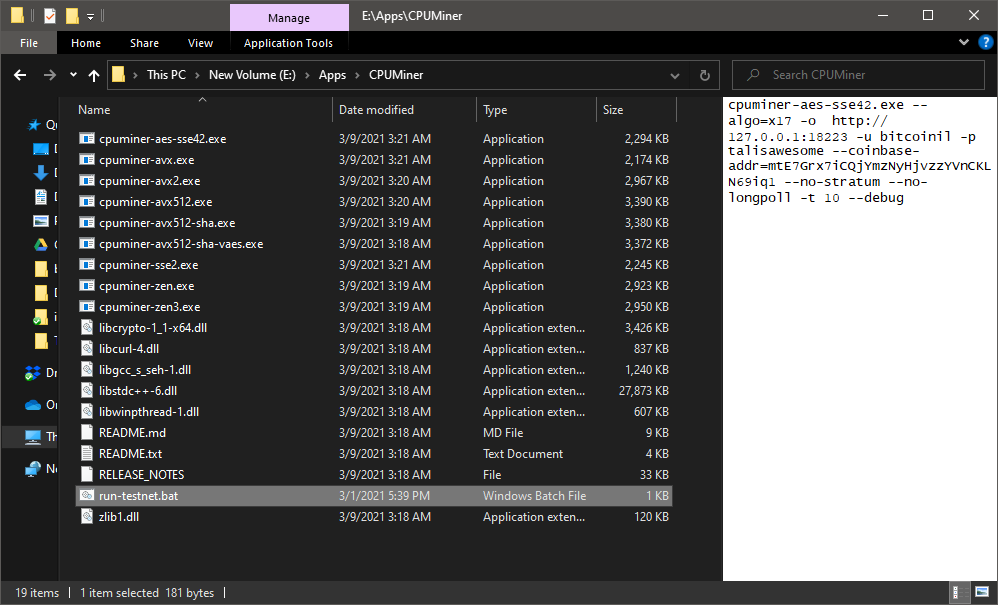 Manage
E:\Apps\CPUMiner
File
Home
Share
View
Application Tools
This PC
New Volume (E:)
Apps
CPUMiner
Search CPUMiner
Name
Date modified
Type
Size
cpuminer-aes-sse42.exe 3/9/2021 3:21 AM Application 2,294 KB
cpuminer-avx.exe 3/9/2021 3:21 AM Application 2,174 KB
cpuminer-avx2.exe 3/9/2021 3:20 AM Application 2,967 KB
cpuminer-avx512.exe 3/9/2021 3:20 AM Application 3,390 KB
cpuminer-avx512-sha.exe 3/9/2021 3:19 AM Application 3,380 KB
cpuminer-avx512-sha-vaes.exe 3/9/2021 3:18 AM Application 3,372 KB
cpuminer-sse2.exe 3/9/2021 3:21 AM Application 2,245 KB
cpuminer-zen.exe 3/9/2021 3:19 AM Application 2,923 KB
cpuminer-zen3.exe 3/9/2021 3:19 AM Application 2,950 KB
libcrypto-1_1-x64.dll 3/9/2021 3:18 AM Application exten... 3,426 KB
libcurl-4.dll 3/9/2021 3:18 AM Application exten... 837 KB
libgcc_s_seh-1.dll 3/9/2021 3:18 AM Application exten... 1,240 KB
libstdc++-6.dll 3/9/2021 3:18 AM Application exten... 27,873 KB
libwinpthread-1.dll 3/9/2021 3:18 AM Application exten... 607 KB
README.md 3/9/2021 3:18 AM MD File 9 KB
README.txt 3/9/2021 3:18 AM Text Document 4 KB
RELEASE_NOTES 3/9/2021 3:18 AM File 33 KB
run-testnet.bat 3/1/2021 5:39 PM Windows Batch File 1 KB
zlib1.dll 3/9/2021 3:18 AM Application exten... 120 KB
cpuminer-aes-sse42.exe --
algo=x17 -o http://
127.0.0.1:18223 -u bitcoinil -p
talisawesome --coinbase-
addr=mtE7Grx7iCQjYmzNyHjvzzYVnCKL
N69iq1 --no-stratum --no-
longpoll -t 10 --debug
19 items
1 item selected 181 bytes